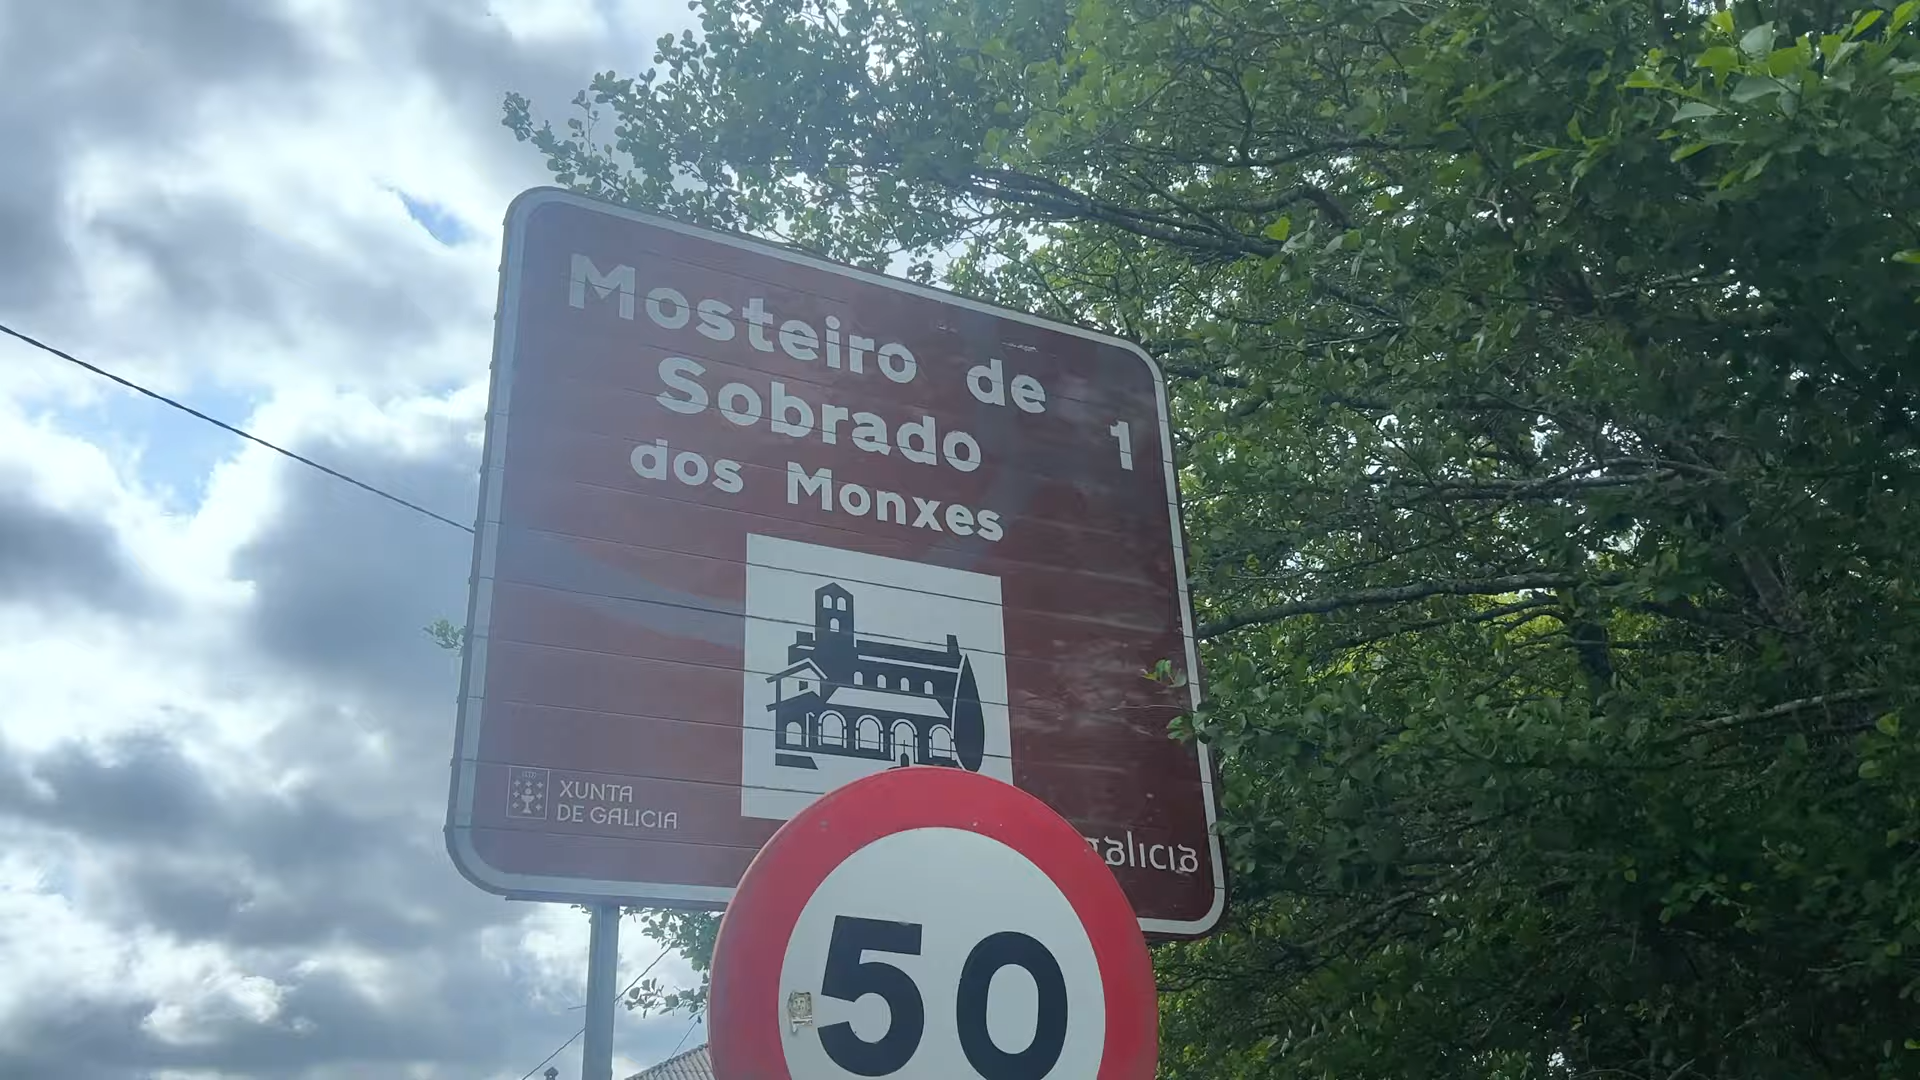 Mosteiro de
Sobrado 1
dos Monxes
XUNTA
DE GALICIA
galicia
50